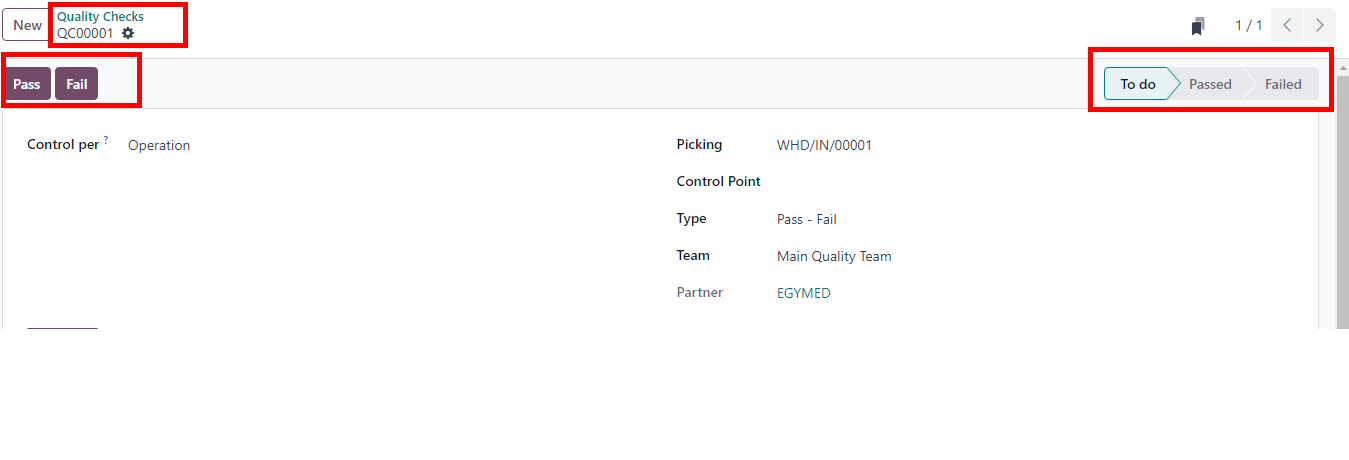 New
Quality Checks
QC00001
1 / 1
Pass Fail
To do Passed Failed
Control per ? Operation
Picking WHD/IN/00001
Control Point
Type Pass - Fail
Team Main Quality Team
Partner EGYMED